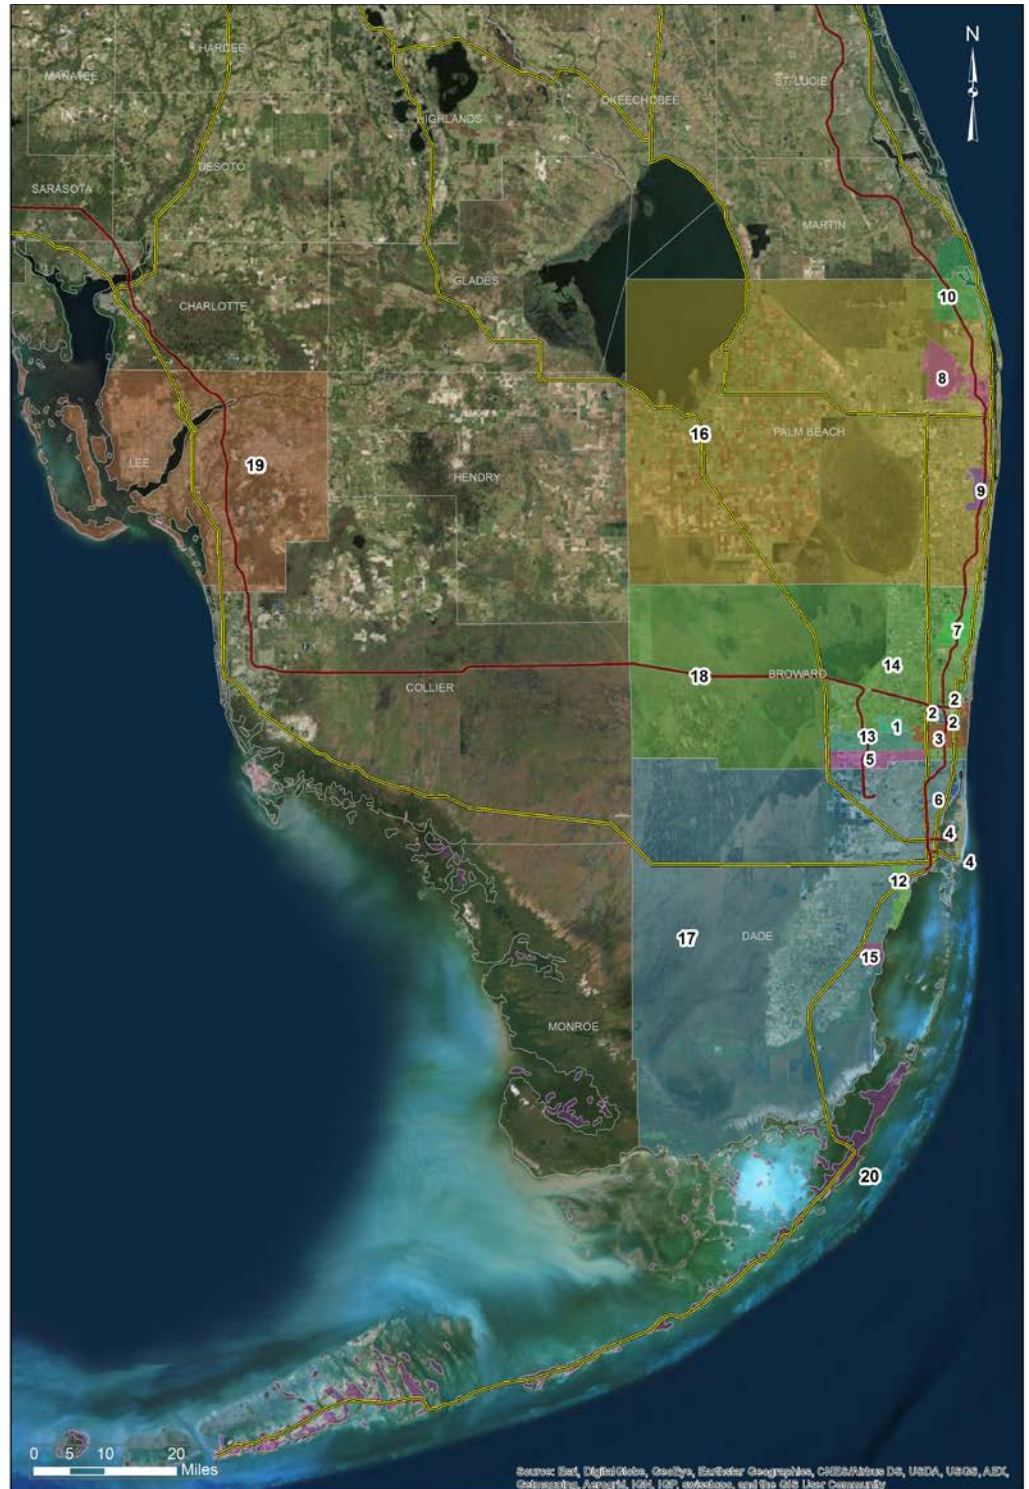 N
HARDEE
MANATEE
ST. LUCIE
OKEECHOBEE
HIGHLANDS
DESOTO
SARASOTA
MARTIN
GLADES
10
CHARLOTTE
8
16
PALM BEACH
LEE
19
HENDRY
9
7
14
18
BROWARD
COLLIER
2
2
1
2
13
3
5
6
4
4
12
17
DADE
15
MONROE
20
0 5 10 20
Miles
Source: Esri, DigitalGlobe, GeoEye, Earthstar Geographics, CNES/Airbus DS, USDA, USGS, AEX,
Getmapping, Aerogrid, IGN, IGP, swisstopo, and the GIS User Community